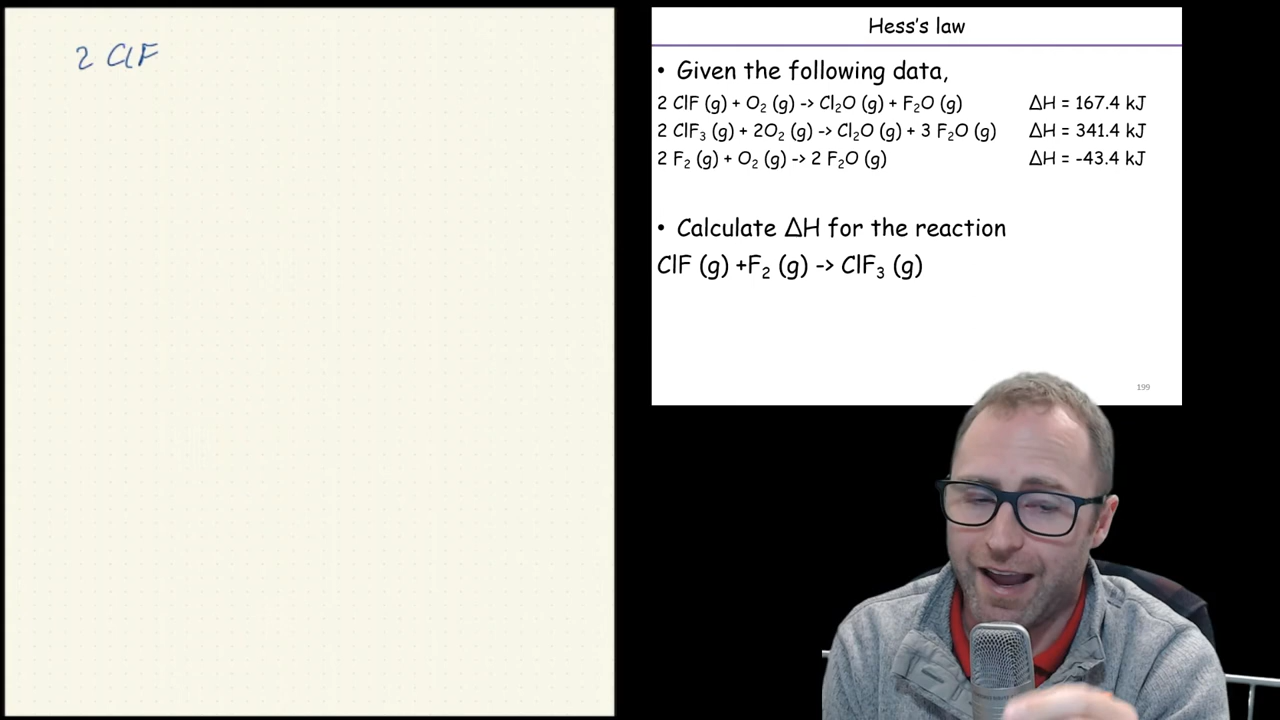 2 ClF
Hess's law
• Given the following data,
2 ClF (g) + O₂ (g) -> Cl₂O (g) + F₂O (g) ΔH = 167.4 kJ
2 ClF₃ (g) + 2O₂ (g) -> Cl₂O (g) + 3 F₂O (g) ΔH = 341.4 kJ
2 F₂ (g) + O₂ (g) -> 2 F₂O (g) ΔH = -43.4 kJ
• Calculate ΔH for the reaction
ClF (g) +F₂ (g) -> ClF₃ (g)
199